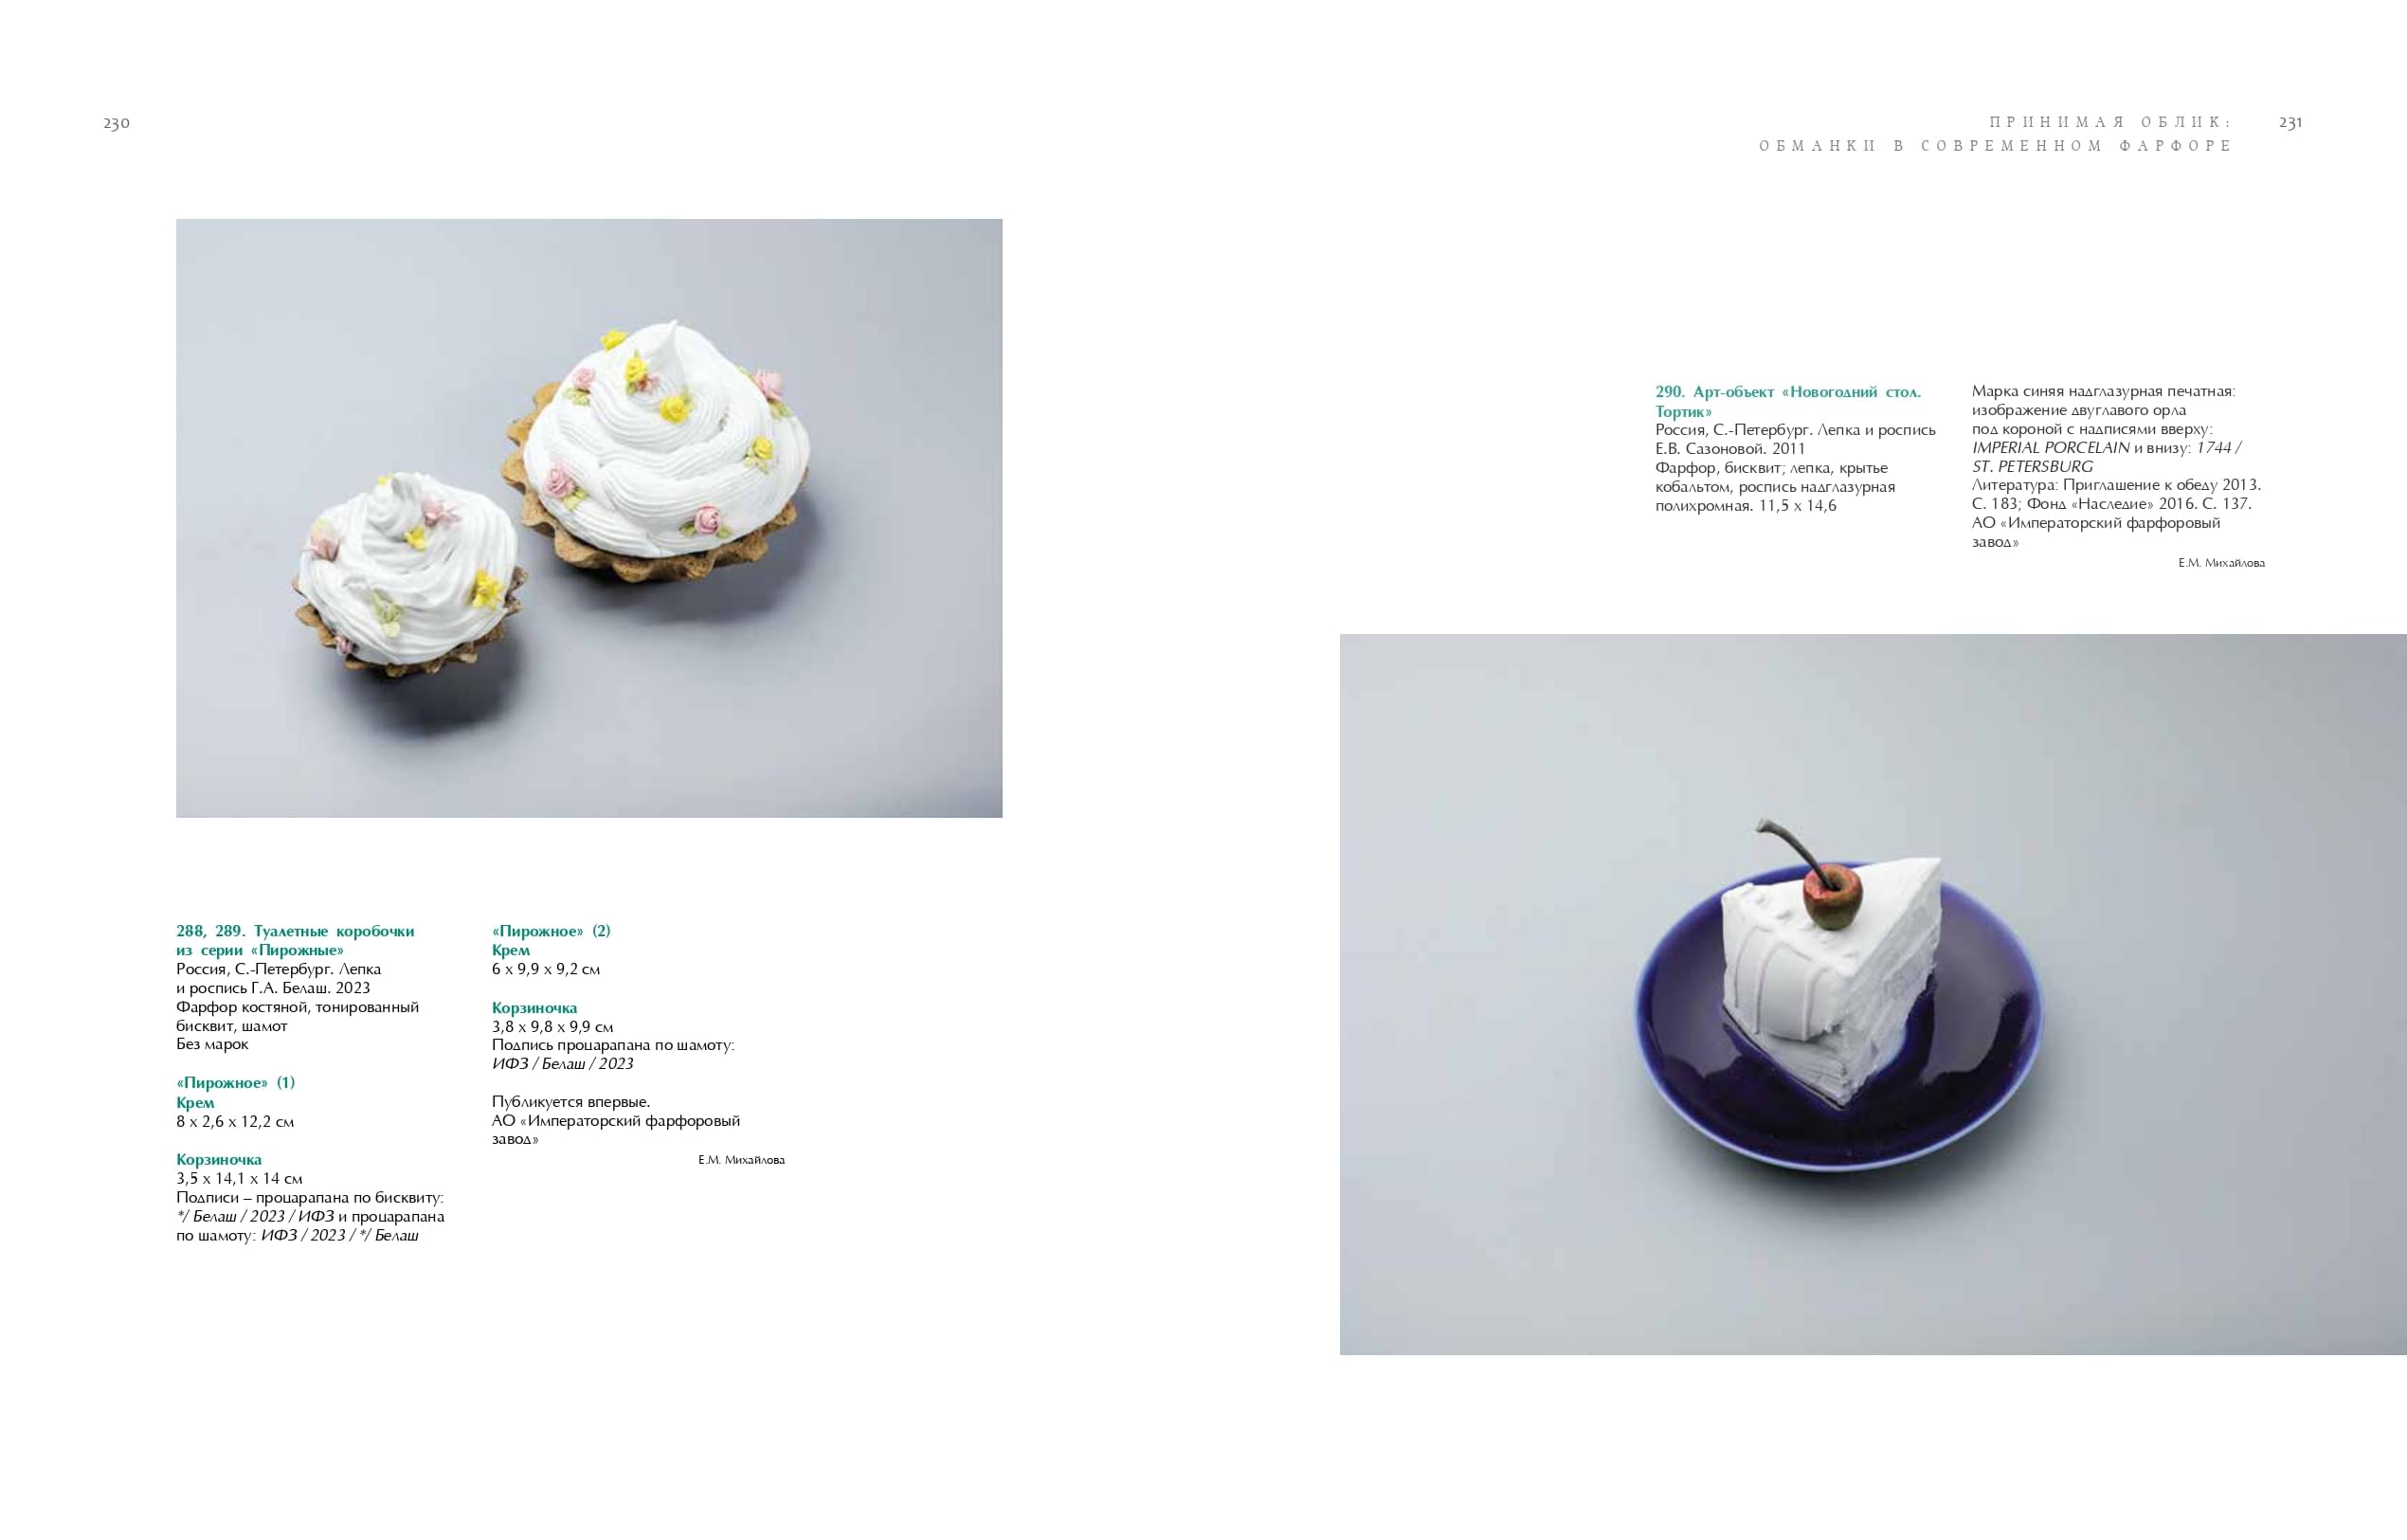 230
288, 289. Туалетные коробочки
из серии «Пирожные»
Россия, С.-Петербург. Лепка
и роспись Г.А. Белаш. 2023
Фарфор костяной, тонированный
бисквит, шамот
Без марок
«Пирожное» (1)
Крем
8 х 2,6 х 12,2 см
Корзиночка
3,5 х 14,1 х 14 см
Подписи – процарапана по бисквиту:
*/ Белаш / 2023 / ИФЗ и процарапана
по шамоту: ИФЗ / 2023 / */ Белаш
«Пирожное» (2)
Крем
6 х 9,9 х 9,2 см
Корзиночка
3,8 х 9,8 х 9,9 см
Подпись процарапана по шамоту:
ИФЗ / Белаш / 2023
Публикуется впервые.
АО «Императорский фарфоровый
завод»
Е.М. Михайлова
ПРИНИМАЯ ОБЛИК:
ОБМАНКИ В СОВРЕМЕННОМ ФАРФОРЕ
231
290. Арт-объект «Новогодний стол.
Тортик»
Россия, С.-Петербург. Лепка и роспись
Е.В. Сазоновой. 2011
Фарфор, бисквит; лепка, крытье
кобальтом, роспись надглазурная
полихромная. 11,5 х 14,6
Марка синяя надглазурная печатная:
изображение двуглавого орла
под короной с надписями вверху:
IMPERIAL PORCELAIN и внизу: 1744 /
ST. PETERSBURG
Литература: Приглашение к обеду 2013.
С. 183; Фонд «Наследие» 2016. С. 137.
АО «Императорский фарфоровый
завод»
Е.М. Михайлова